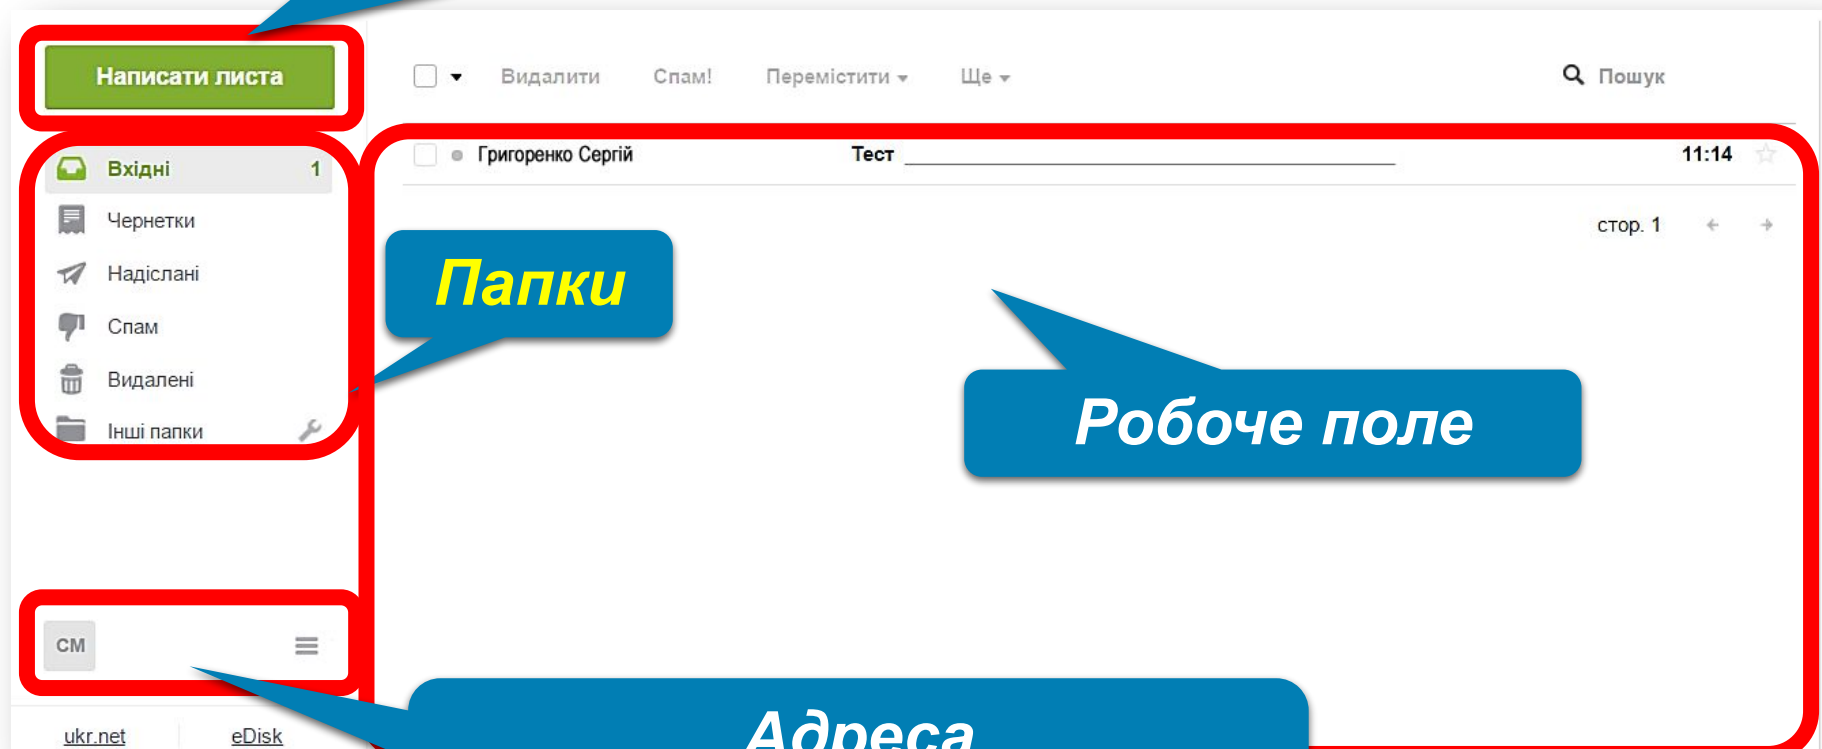 Написати листа
Видалити Спам! Перемістити Ще
Пошук
Вхідні 1
Григоренко Сергій Тест 11:14
Чернетки
стор. 1
Надіслані
Папки
Спам
Видалені
Робоче поле
Інші папки
СМ
Адреса
ukr.net eDisk